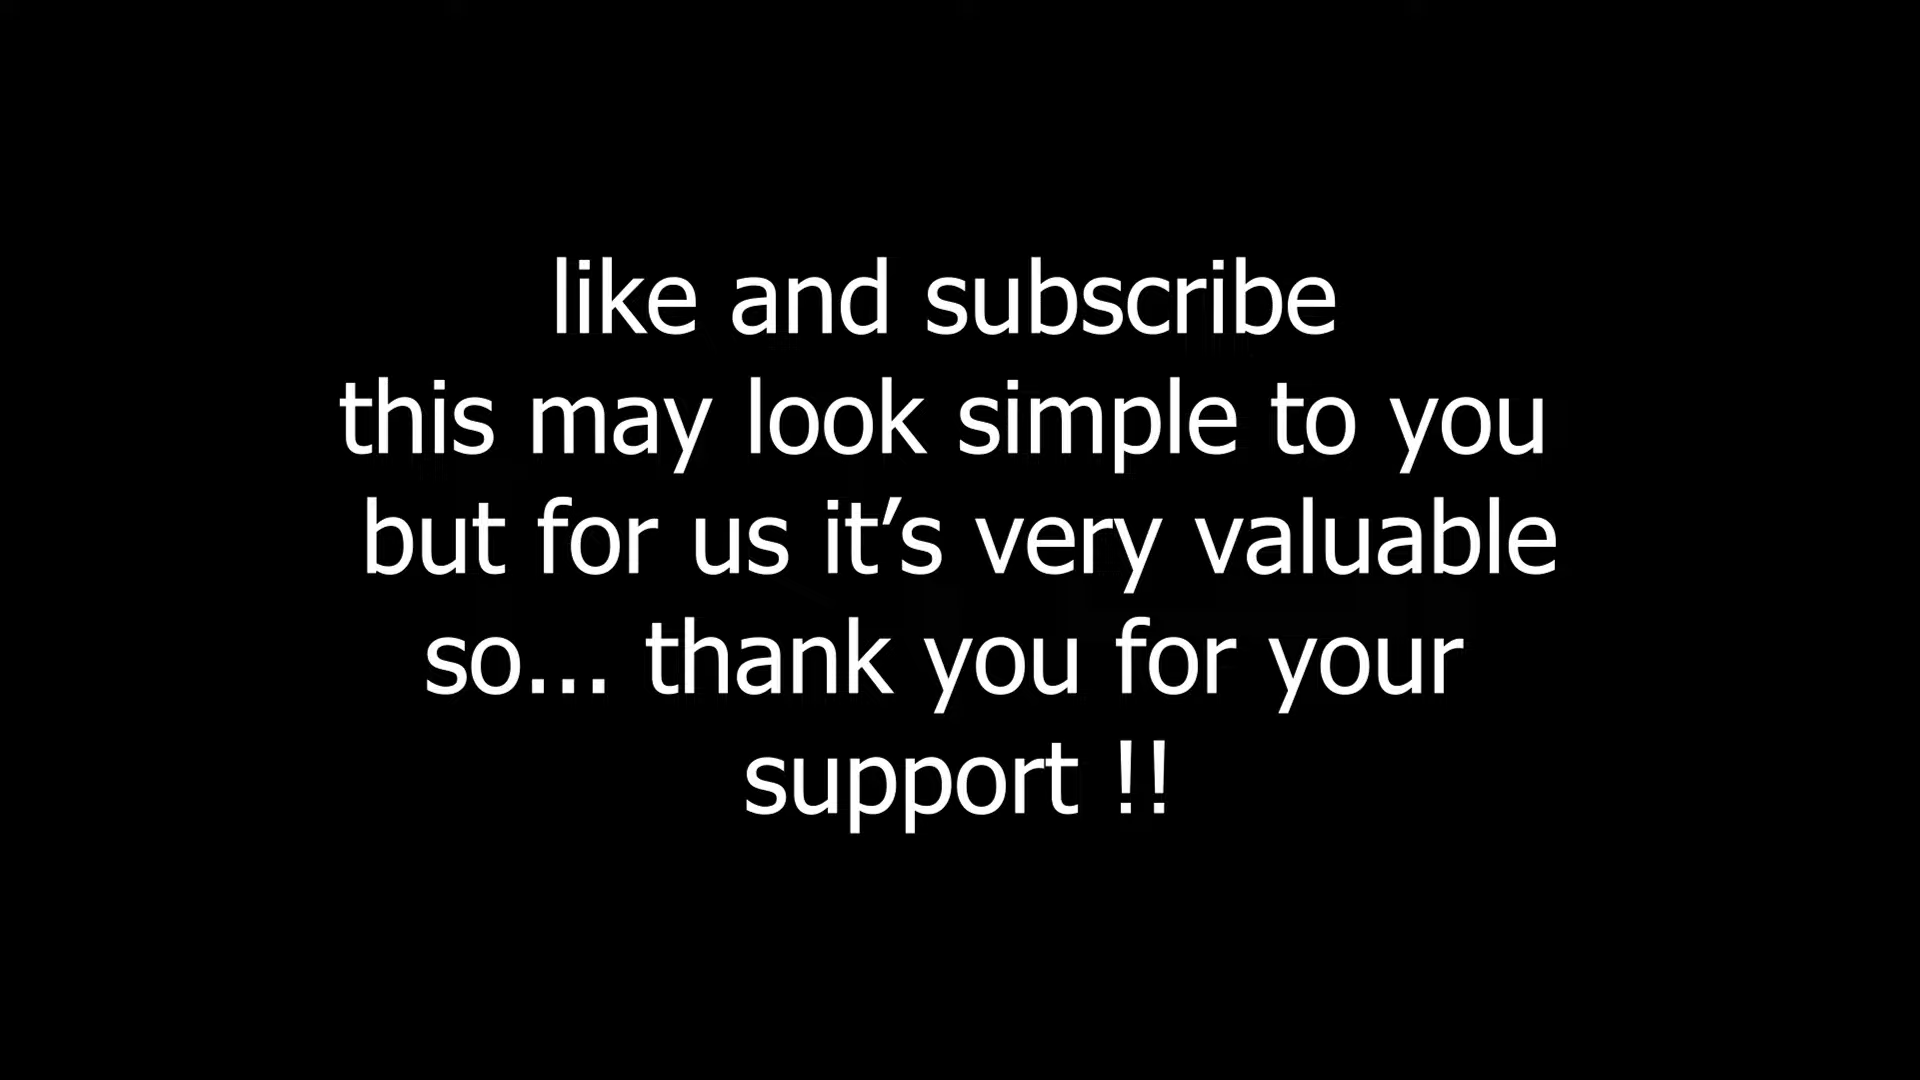 like and subscribe
this may look simple to you
but for us it’s very valuable
so... thank you for your
support !!